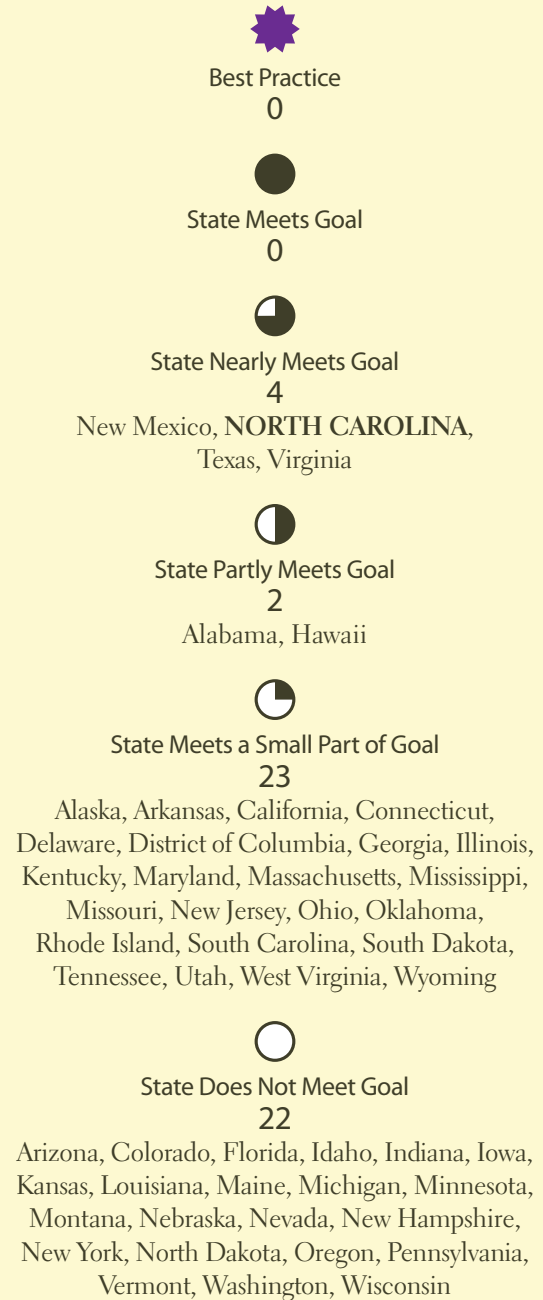 Best Practice
0
State Meets Goal
0
State Nearly Meets Goal
4
New Mexico, NORTH CAROLINA,
Texas, Virginia
State Partly Meets Goal
2
Alabama, Hawaii
State Meets a Small Part of Goal
23
Alaska, Arkansas, California, Connecticut,
Delaware, District of Columbia, Georgia, Illinois,
Kentucky, Maryland, Massachusetts, Mississippi,
Missouri, New Jersey, Ohio, Oklahoma,
Rhode Island, South Carolina, South Dakota,
Tennessee, Utah, West Virginia, Wyoming
State Does Not Meet Goal
22
Arizona, Colorado, Florida, Idaho, Indiana, Iowa,
Kansas, Louisiana, Maine, Michigan, Minnesota,
Montana, Nebraska, Nevada, New Hampshire,
New York, North Dakota, Oregon, Pennsylvania,
Vermont, Washington, Wisconsin